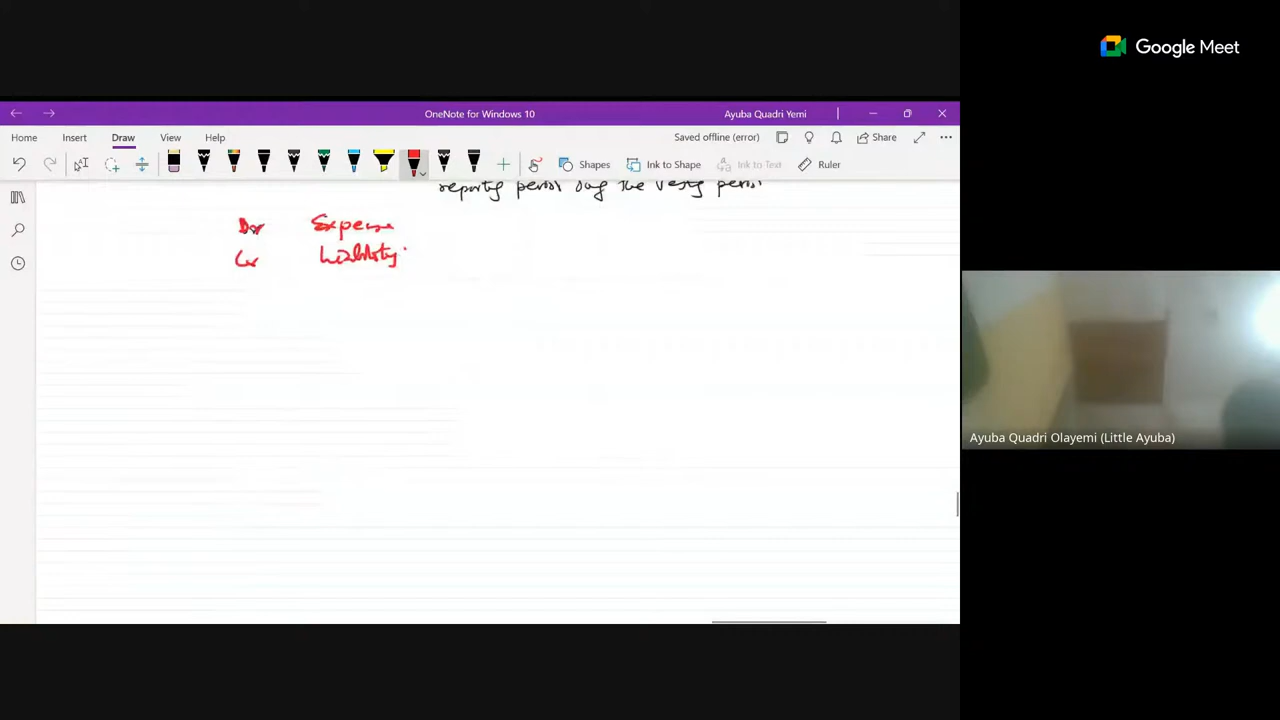 Google Meet
OneNote for Windows 10
Ayuba Quadri Yemi
Home Insert Draw View Help
Saved offline (error)
Share
Shapes
Ink to Shape
Ink to Text
Ruler
reporting period the period
Dr Expense
Cr Liability
Ayuba Quadri Olayemi (Little Ayuba)